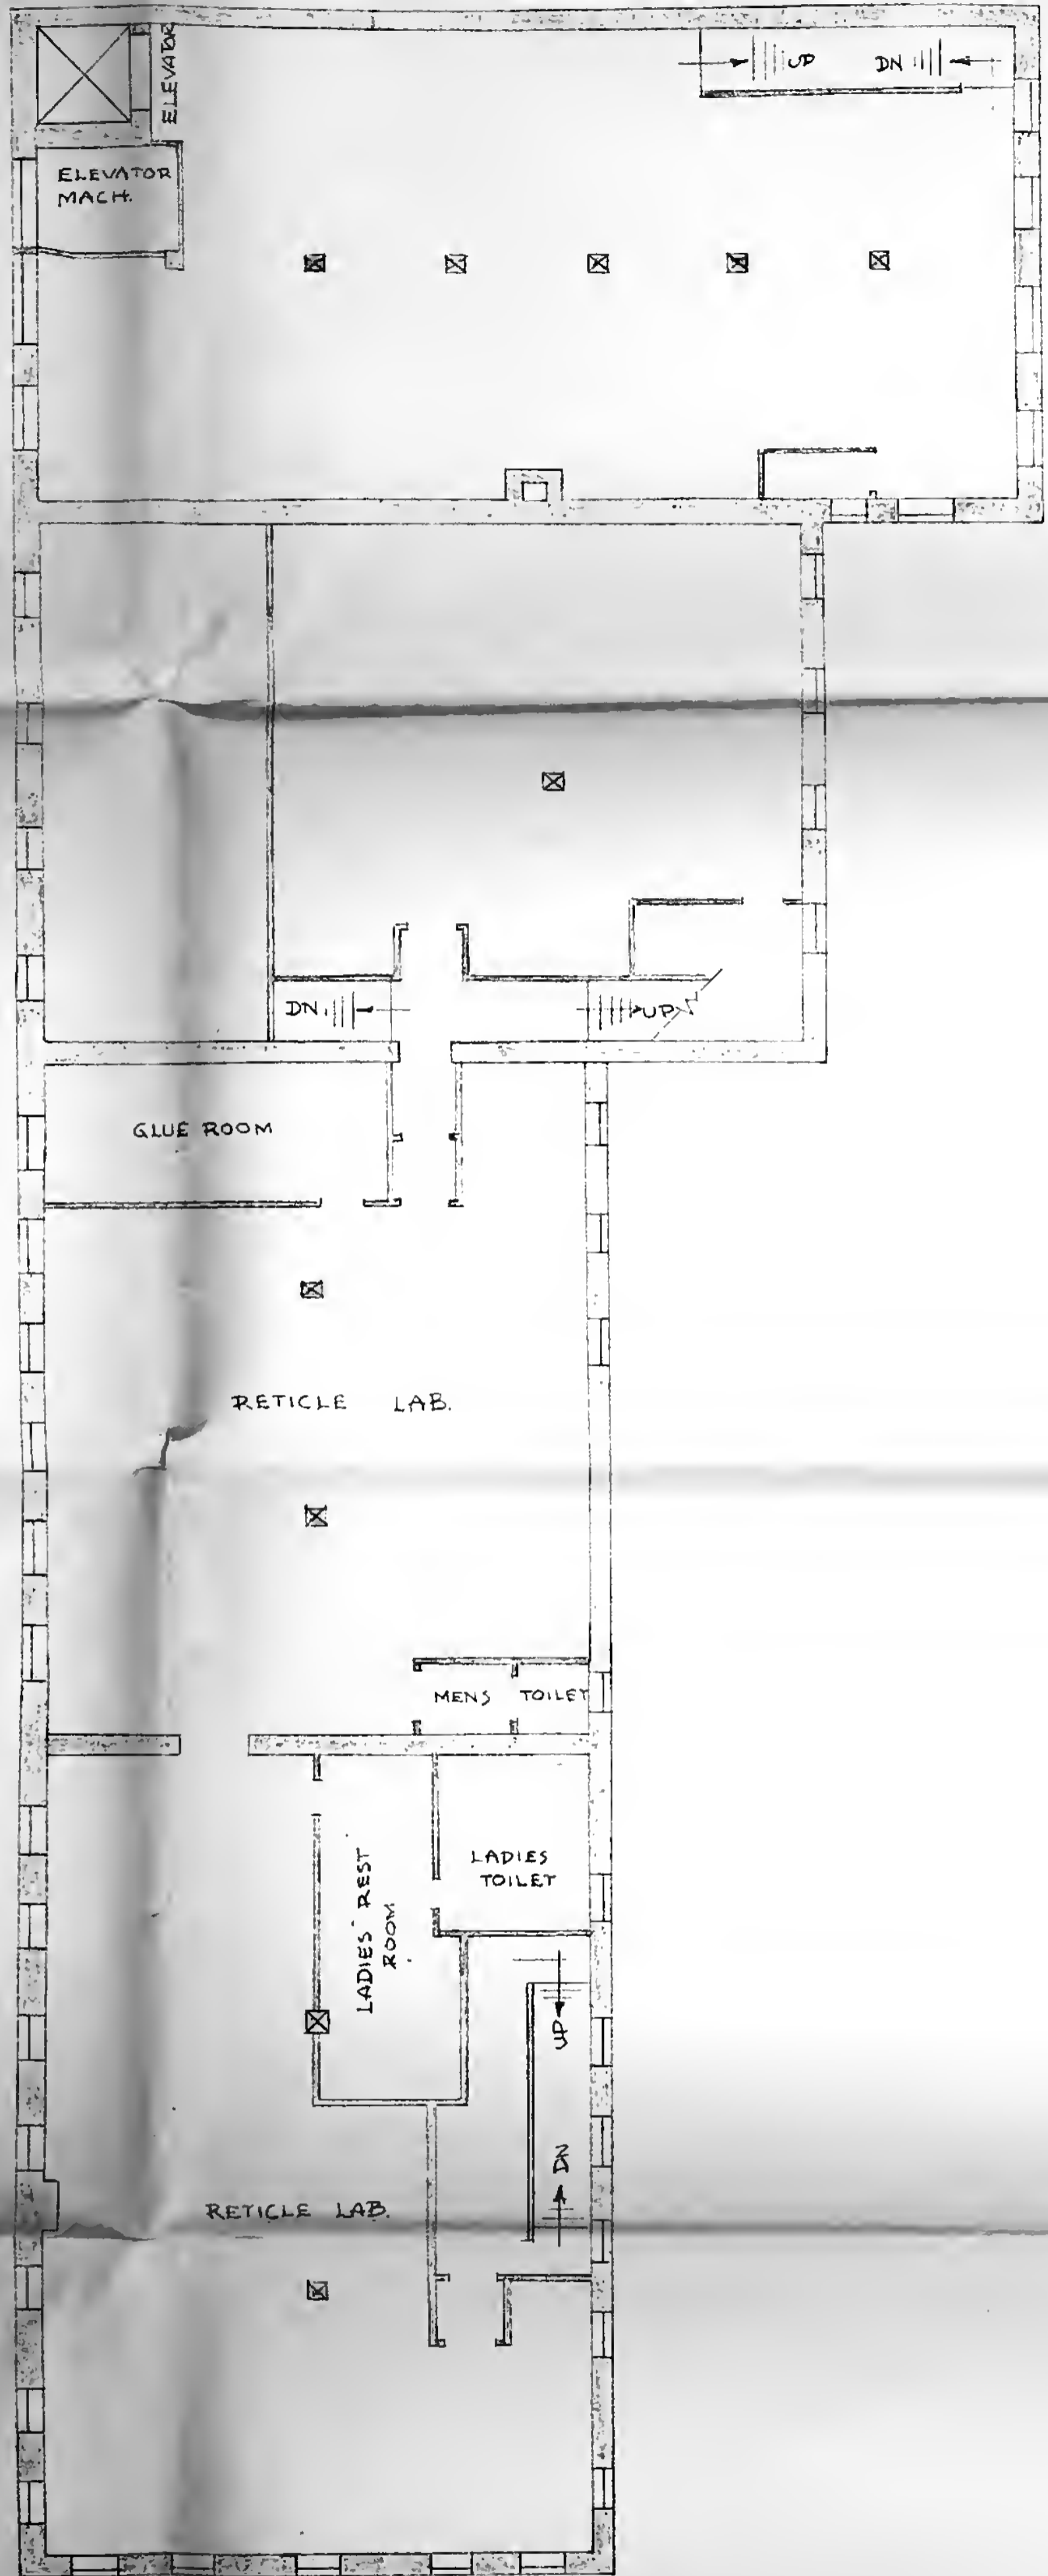 ELEVATOR
UP
DN
ELEVATOR
MACH.
DN.
UP
GLUE ROOM
RETICLE LAB.
MENS TOILET
LADIES REST
ROOM
LADIES
TOILET
UP
DN
RETICLE LAB.